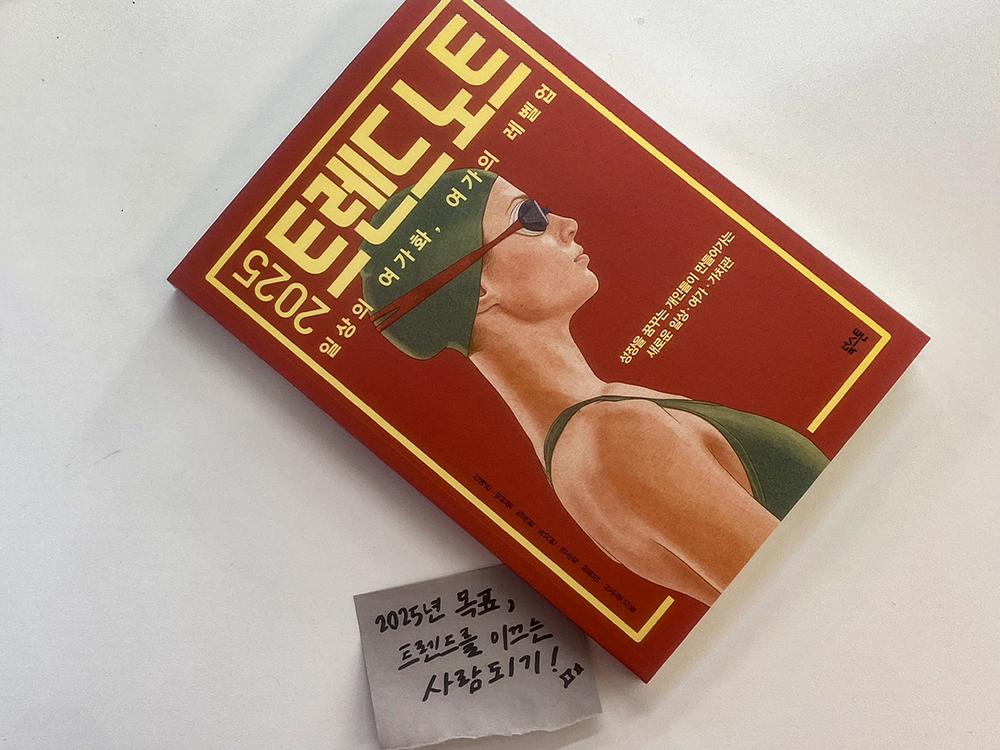 2025
트렌드
노트
일상의 여가화, 여가의 레벨업
성장을 꿈꾸는 개인들이 만들어가는
새로운 일상·여가·가치관
북스톤
2025년 목표,
트렌드를 이끄는
사람 되기!